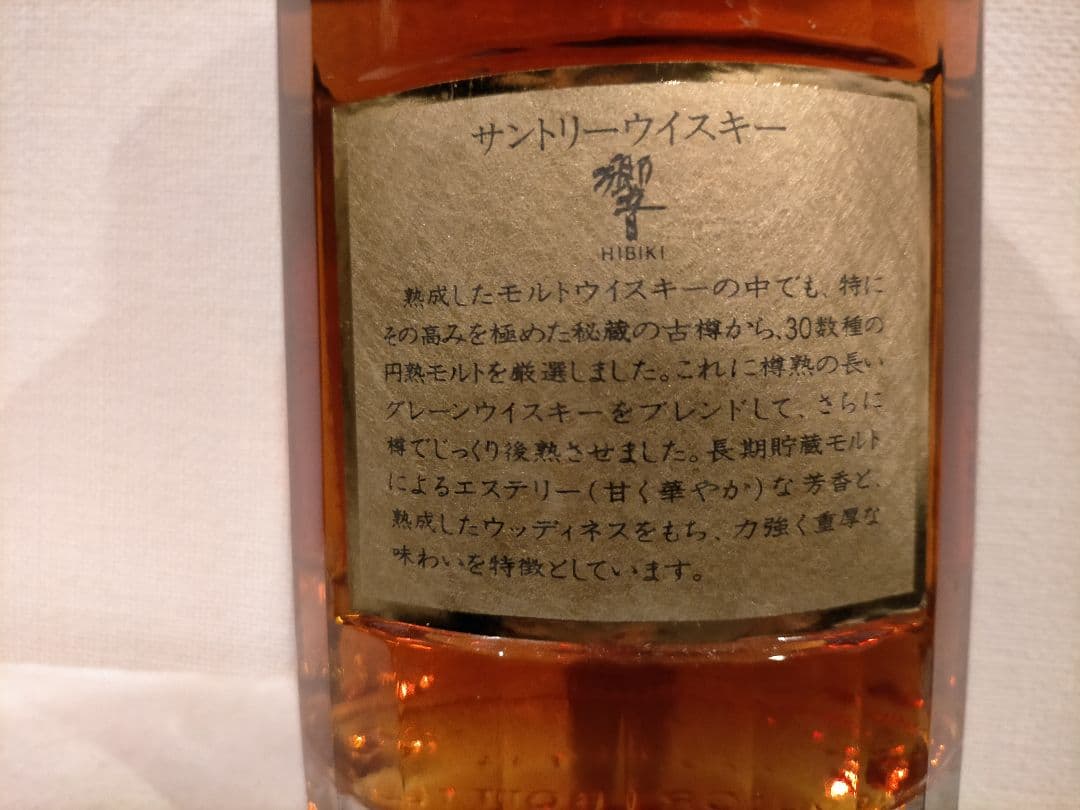 サントリーウイスキー
響
HIBIKI
熟成したモルトウイスキーの中でも、特に
その高みを極めた秘蔵の古樽から、30数種の
円熟モルトを厳選しました。これに樽熟の長い
グレーンウイスキーをブレンドして、さらに
樽でじっくり後熟させました。長期貯蔵モルト
によるエステリー(甘く華やか)な芳香と、
熟成したウッディネスをもち、力強く重厚な
味わいを特徴としています。